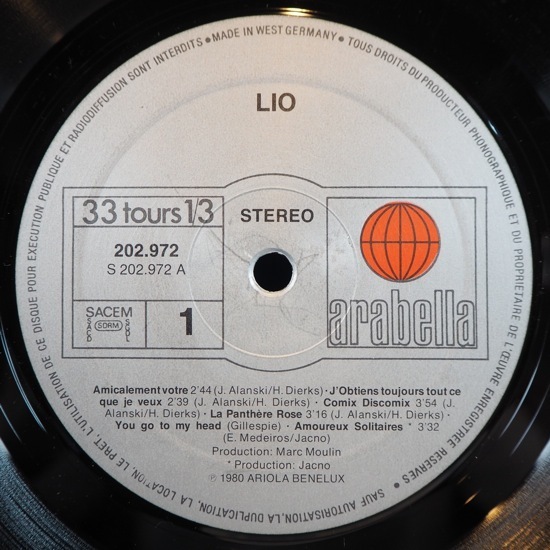 MADE IN WEST GERMANY • TOUS DROITS DU PRODUCTEUR PHONOGRAPHIQUE ET DU PROPRIETAIRE DE L'ŒUVRE ENREGISTREE RESERVES • SAUF AUTORISATION, LA DUPLICATION, LA LOCATION, LE PRET, L'UTILISATION DE CE DISQUE POUR EXECUTION PUBLIQUE ET RADIODIFFUSION SONT INTERDITS •
LIO
33 tours 1/3
STEREO
202.972
S 202.972 A
SACEM
SACD
SDRM
SGDL
1
arabella
Amicalement votre 2'44 (J. Alanski/H. Dierks) · J'Obtiens toujours tout ce
que je veux 2'39 (J. Alanski/H. Dierks) · Comix Discomix 3'54 (J.
Alanski/H. Dierks) · La Panthère Rose 3'16 (J. Alanski/H. Dierks) ·
You go to my head (Gillespie) · Amoureux Solitaires * 3'32
(E. Medeiros/Jacno)
Production: Marc Moulin
* Production: Jacno
℗ 1980 ARIOLA BENELUX